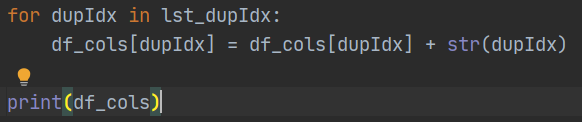 for dupIdx in lst_dupIdx:
    df_cols[dupIdx] = df_cols[dupIdx] + str(dupIdx)
print(df_cols)